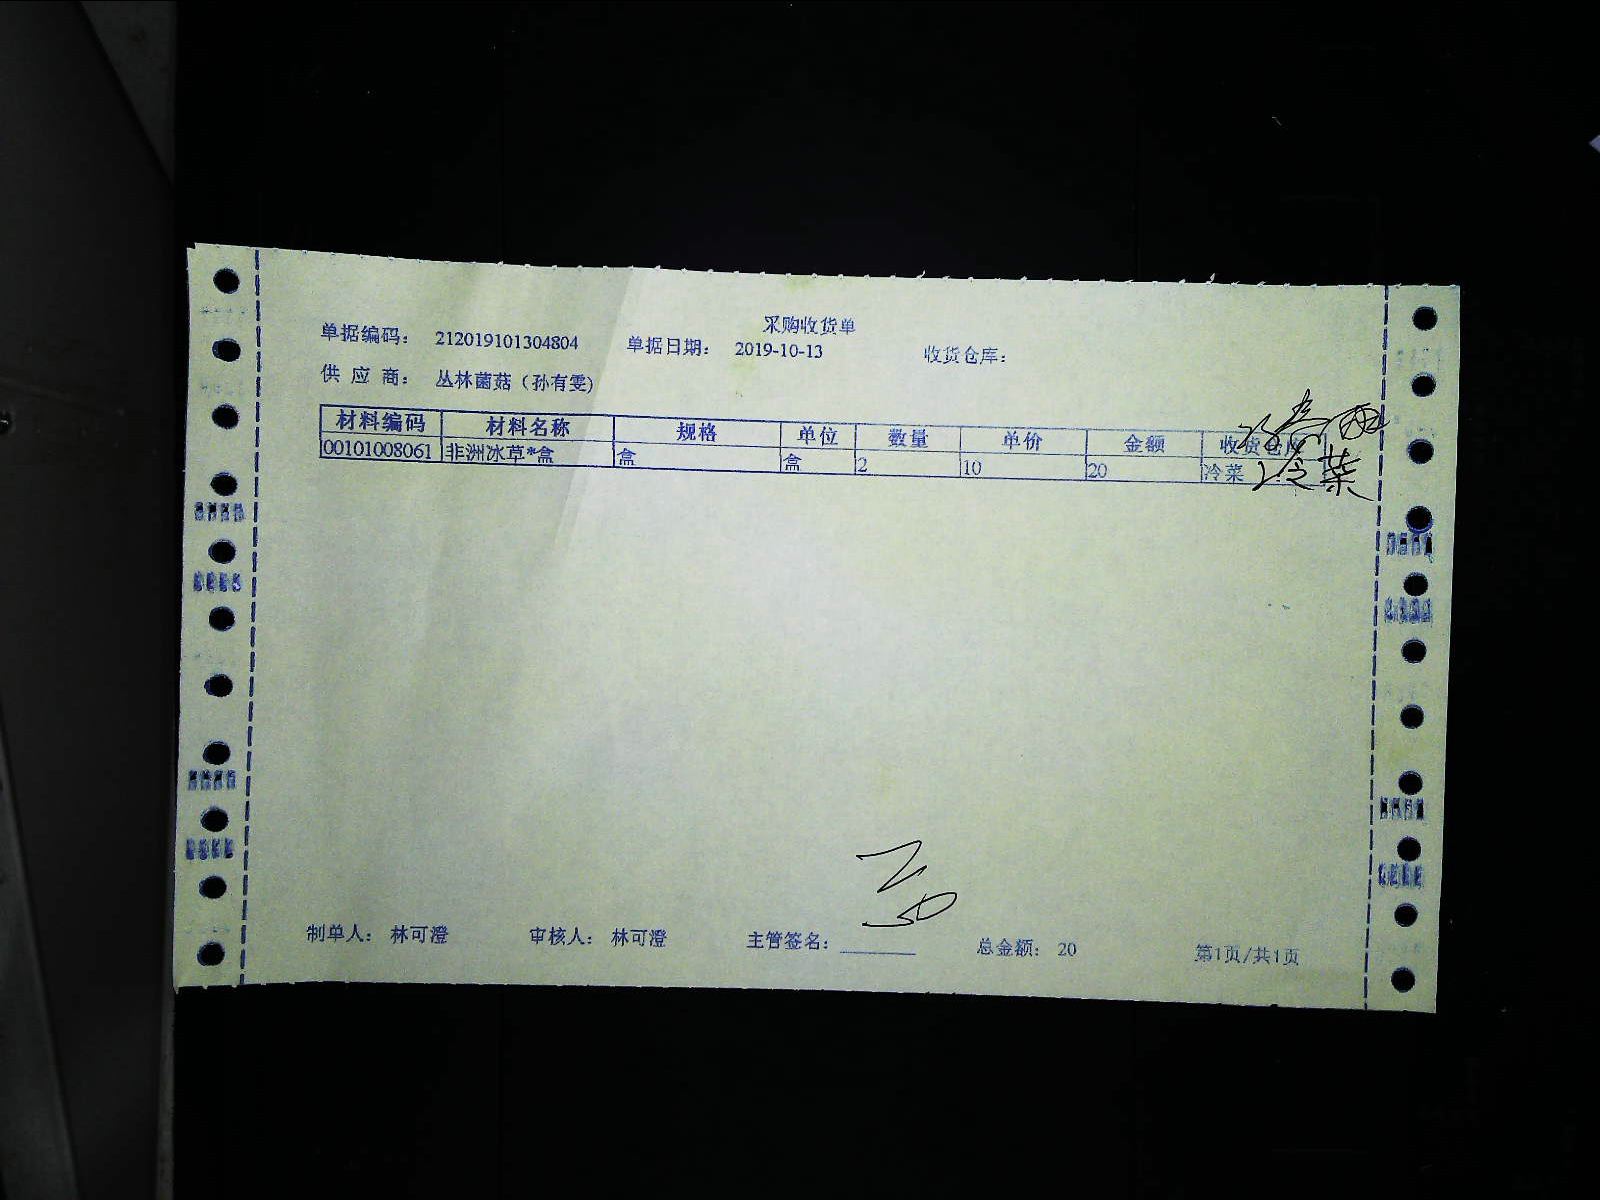 采购收货单
单据编码: 212019101304804 单据日期: 2019-10-13 收货仓库:
供应商: 丛林菌菇(孙有雯)
材料编码 材料名称 规格 单位 数量 单价 金额 收货仓库
00101008061 非洲冰草*盒 盒 盒 2 10 20 冷菜
冷菜
制单人: 林可澄 审核人: 林可澄 主管签名: 总金额: 20 第1页/共1页